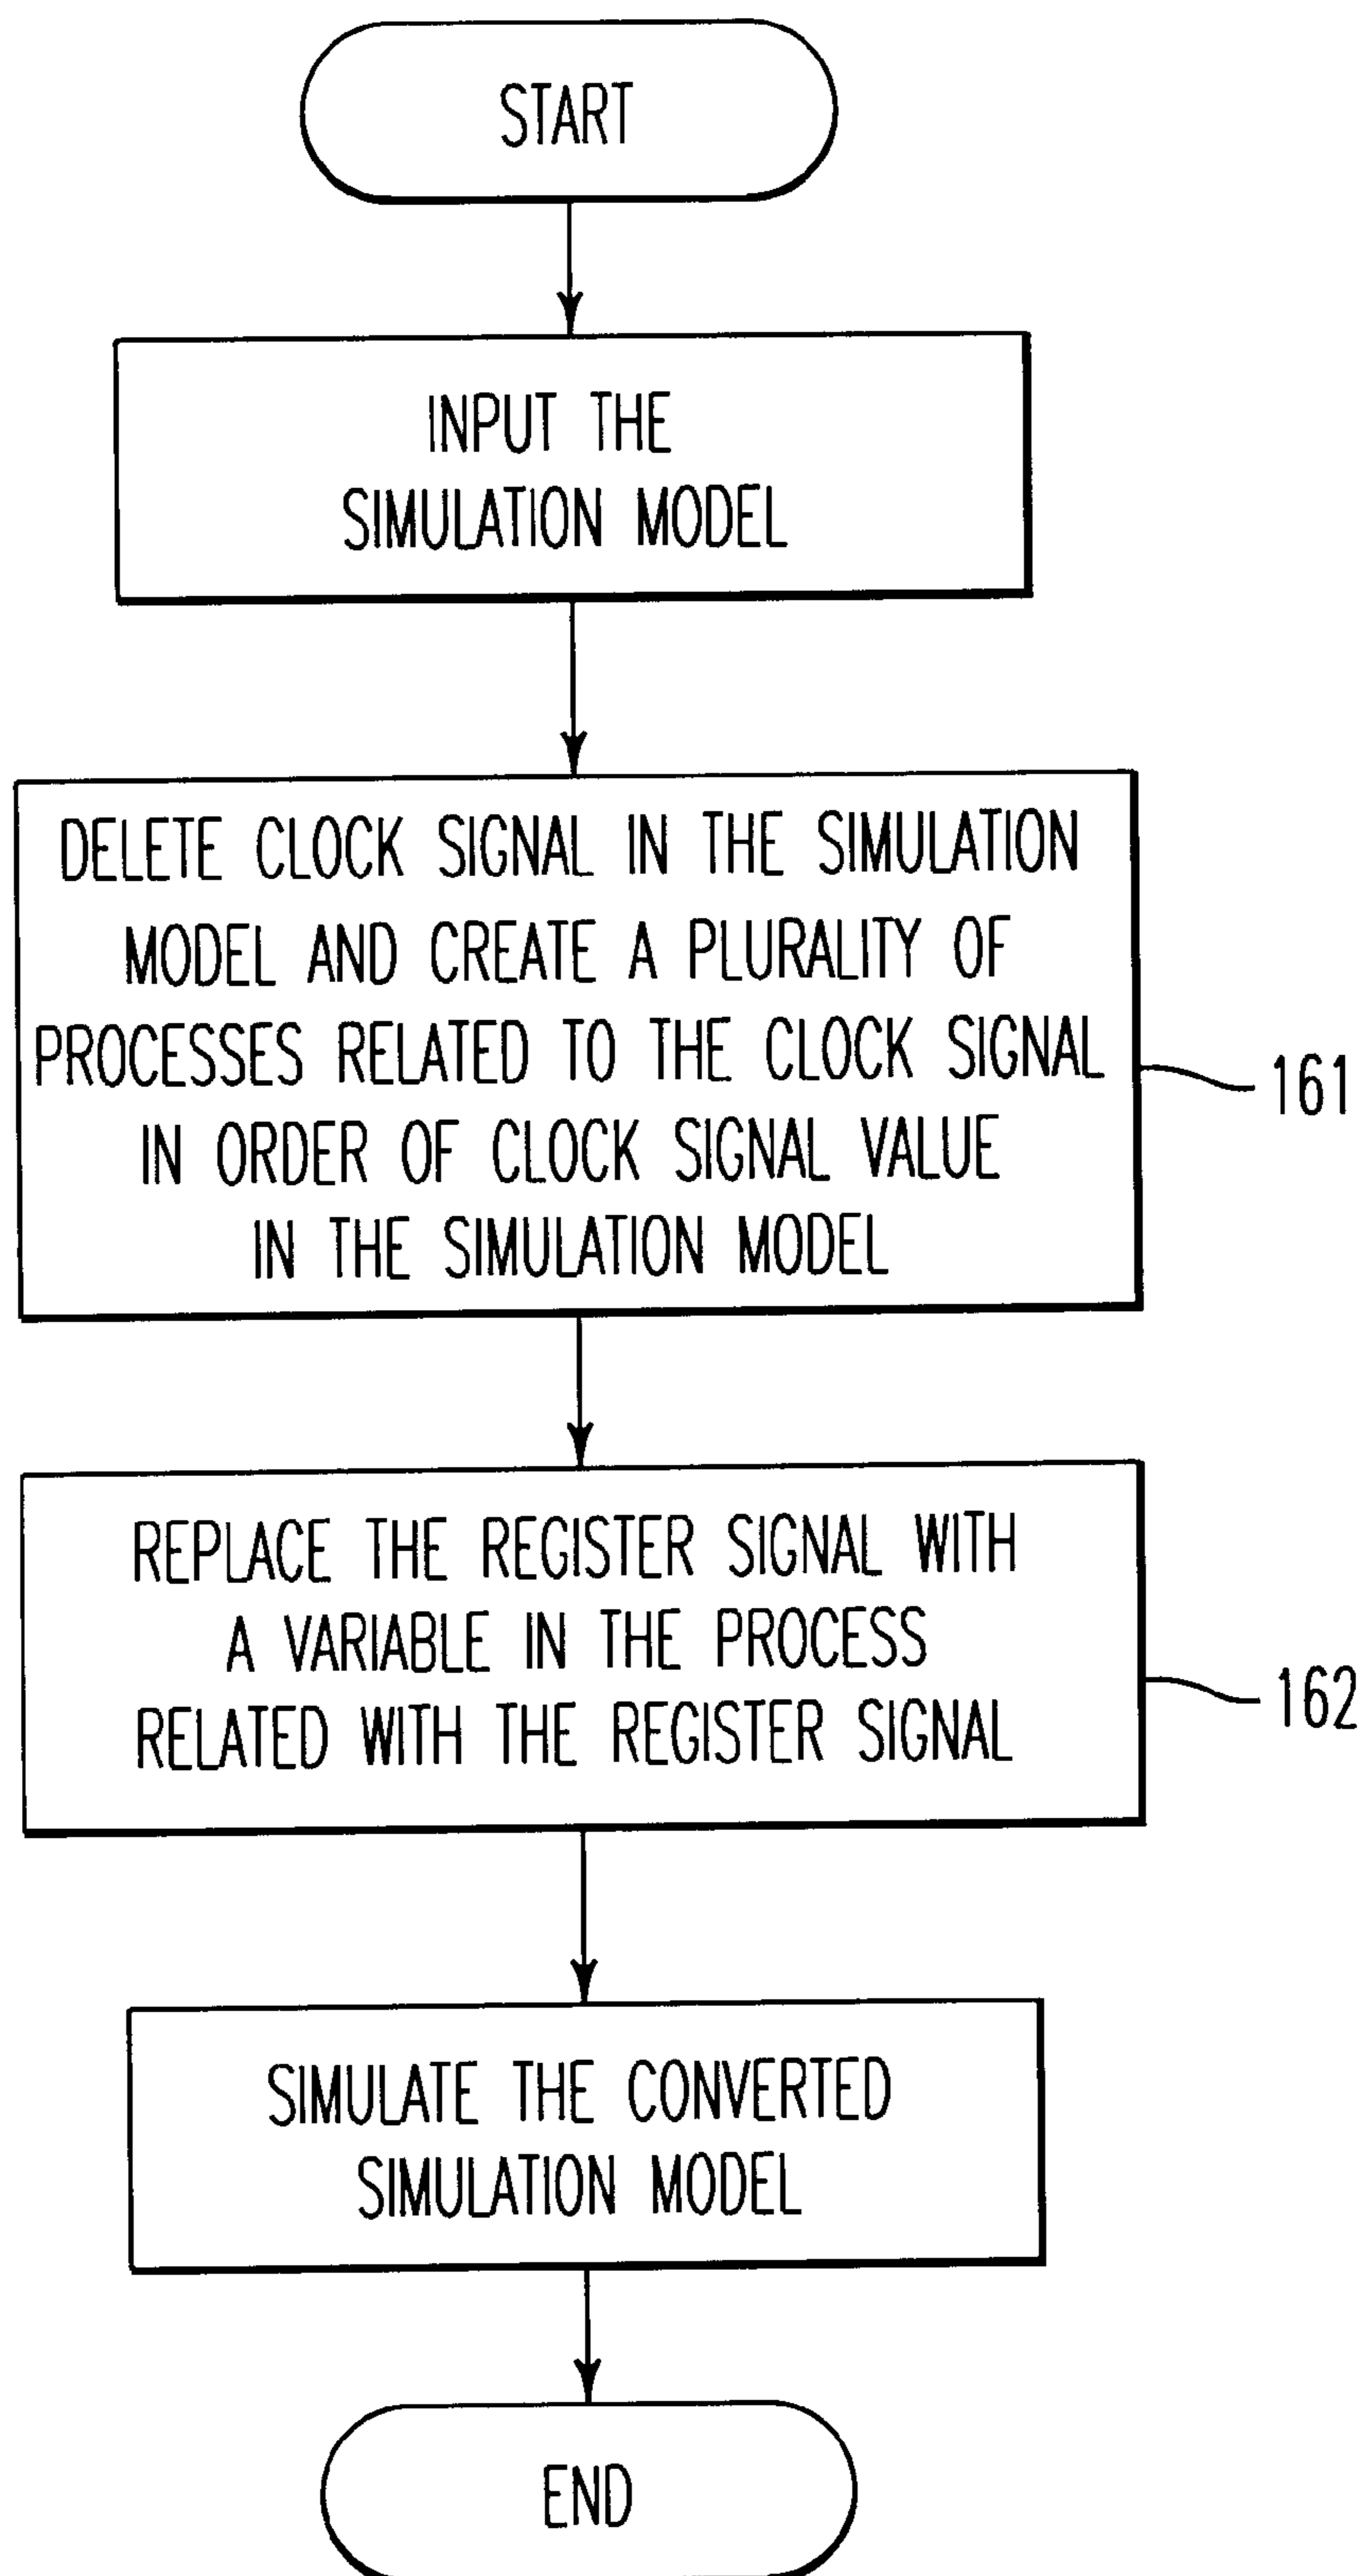 START
INPUT THE
SIMULATION MODEL
DELETE CLOCK SIGNAL IN THE SIMULATION
MODEL AND CREATE A PLURALITY OF
PROCESSES RELATED TO THE CLOCK SIGNAL
IN ORDER OF CLOCK SIGNAL VALUE
IN THE SIMULATION MODEL
161
REPLACE THE REGISTER SIGNAL WITH
A VARIABLE IN THE PROCESS
RELATED WITH THE REGISTER SIGNAL
162
SIMULATE THE CONVERTED
SIMULATION MODEL
END